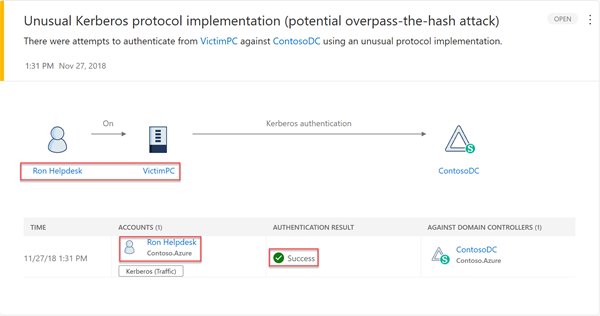 Unusual Kerberos protocol implementation (potential overpass-the-hash attack)
OPEN
There were attempts to authenticate from VictimPC against ContosoDC using an unusual protocol implementation.
1:31 PM Nov 27, 2018
On
Kerberos authentication
S
Ron Helpdesk
VictimPC
ContosoDC
TIME
ACCOUNTS (1)
AUTHENTICATION RESULT
AGAINST DOMAIN CONTROLLERS (1)
11/27/18 1:31 PM
Ron Helpdesk
Contoso.Azure
Kerberos (Traffic)
Success
S
ContosoDC
Contoso.Azure